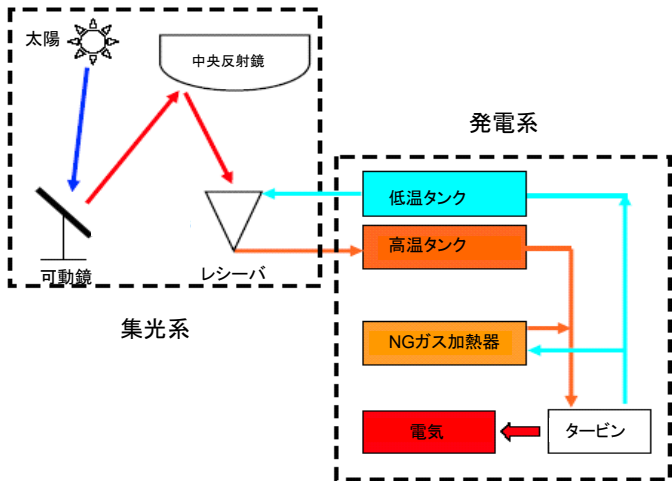 太陽
中央反射鏡
可動鏡
レシーバ
集光系
発電系
低温タンク
高温タンク
NGガス加熱器
電気
タービン